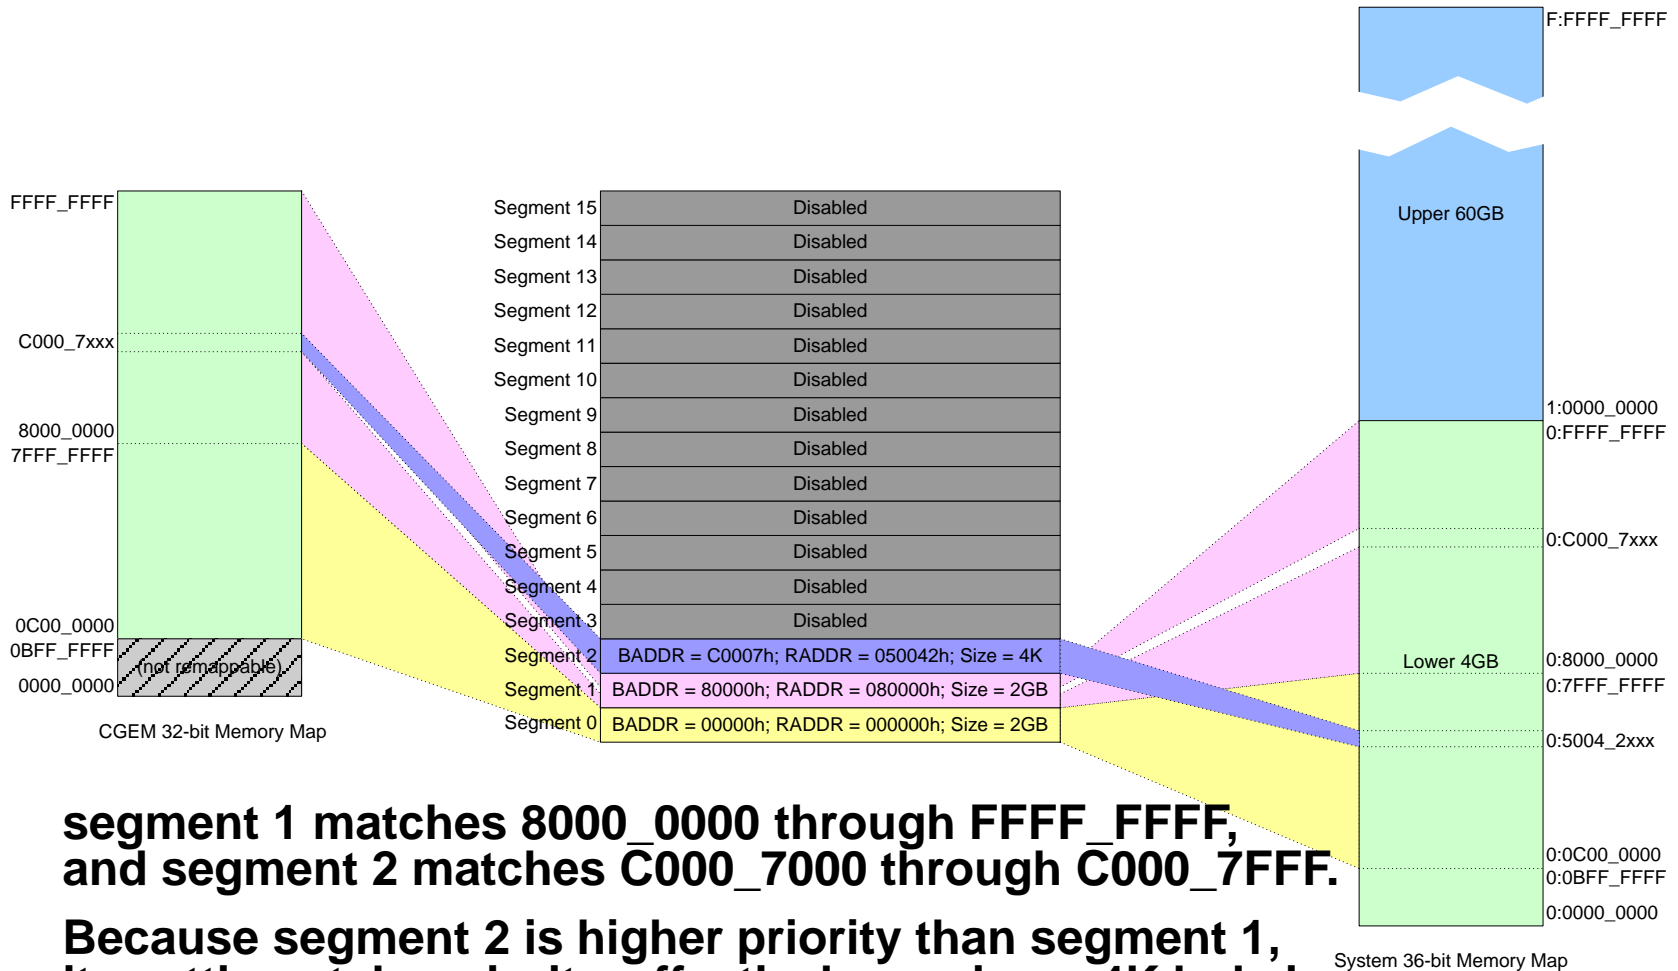 FFFF_FFFF
C000_7xxx
8000_0000
7FFF_FFFF
0C00_0000
0BFF_FFFF
(not remappable)
0000_0000
CGEM 32-bit Memory Map
Segment 15 Disabled
Segment 14 Disabled
Segment 13 Disabled
Segment 12 Disabled
Segment 11 Disabled
Segment 10 Disabled
Segment 9 Disabled
Segment 8 Disabled
Segment 7 Disabled
Segment 6 Disabled
Segment 5 Disabled
Segment 4 Disabled
Segment 3 Disabled
Segment 2 BADDR = C0007h; RADDR = 050042h; Size = 4K
Segment 1 BADDR = 80000h; RADDR = 080000h; Size = 2GB
Segment 0 BADDR = 00000h; RADDR = 000000h; Size = 2GB
F:FFFF_FFFF
Upper 60GB
1:0000_0000
0:FFFF_FFFF
0:C000_7xxx
Lower 4GB
0:8000_0000
0:7FFF_FFFF
0:5004_2xxx
0:0C00_0000
0:0BFF_FFFF
0:0000_0000
System 36-bit Memory Map
segment 1 matches 8000_0000 through FFFF_FFFF,
and segment 2 matches C000_7000 through C000_7FFF.
Because segment 2 is higher priority than segment 1,